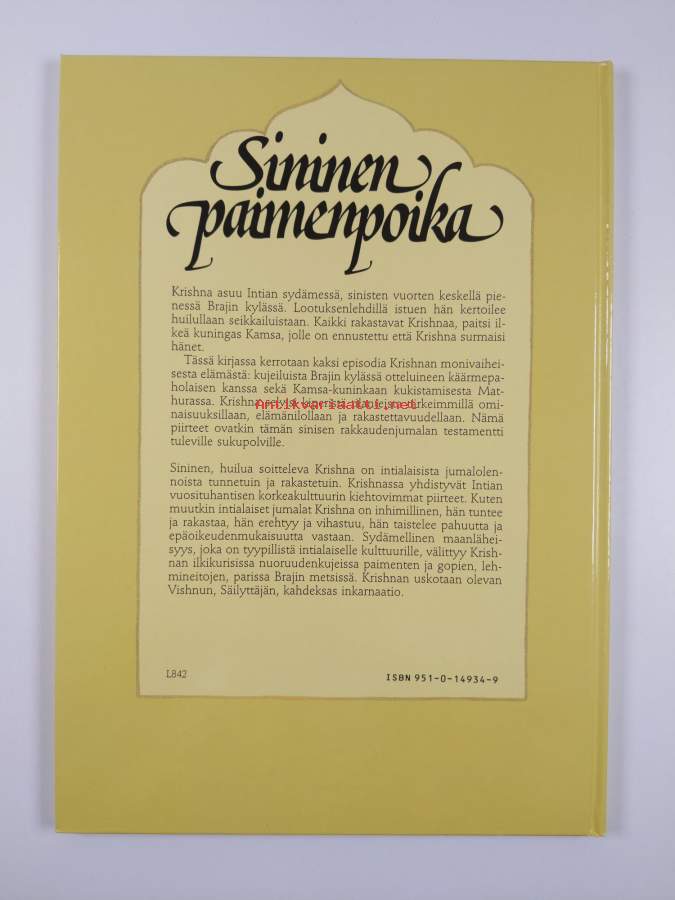 Sininen
paimenpoika
Krishna asuu Intian sydämessä, sinisten vuorten keskellä pie-
nessä Brajin kylässä. Lootuksenlehdillä istuen hän kertoilee
huilullaan seikkailuistaan. Kaikki rakastavat Krishnaa, paitsi il-
keä kuningas Kamsa, jolle on ennustettu että Krishna surmaisi
hänet.
Tässä kirjassa kerrotaan kaksi episodia Krishnan monivaihei-
sesta elämästä: kujeiluista Brajin kylässä otteluineen käärmepa-
holaisen kanssa sekä Kamsa-kuninkaan kukistamisesta Mat-
hurassa. Krishna
Antikvariaatti.net
omi-
naisuuksillaan, elämänilollaan ja rakastettavuudellaan. Nämä
piirteet ovatkin tämän sinisen rakkaudenjumalan testamentti
tuleville sukupolville.
Sininen, huilua soitteleva Krishna on intialaisista jumalolen-
noista tunnetuin ja rakastetuin. Krishnassa yhdistyvät Intian
vuosituhantisen korkeakulttuurin kiehtovimmat piirteet. Kuten
muutkin intialaiset jumalat Krishna on inhimillinen, hän tuntee
ja rakastaa, hän erehtyy ja vihastuu, hän taistelee pahuutta ja
epäoikeudenmukaisuutta vastaan. Sydämellinen maanlähei-
syys, joka on tyypillistä intialaiselle kulttuurille, välittyy Krish-
nan ilkikurisissa nuoruudenkujeissa paimenten ja gopien, leh-
mineitojen, parissa Brajin metsissä. Krishnan uskotaan olevan
Vishnun, Säilyttäjän, kahdeksas inkarnaatio.
L842
ISBN 951-0-14934-9